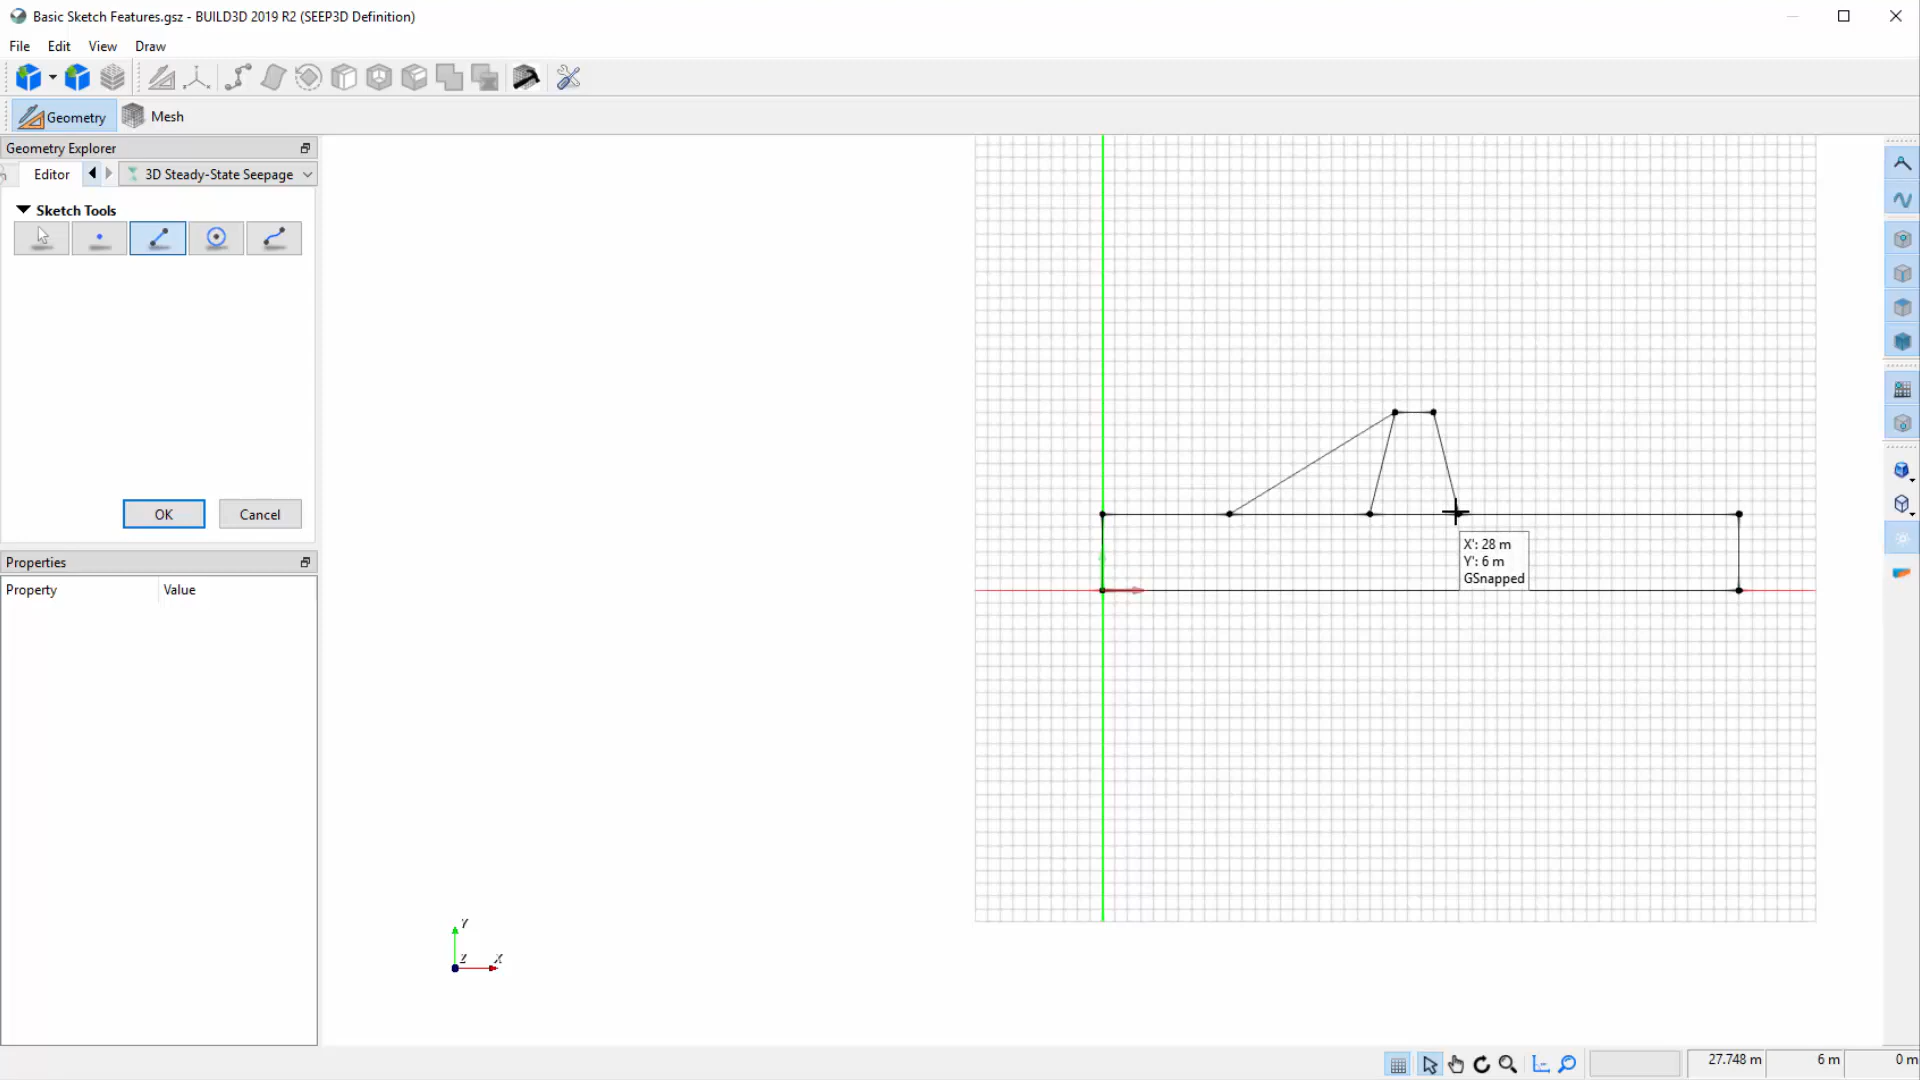 Basic Sketch Features.gsz - BUILD3D 2019 R2 (SEEP3D Definition)
File Edit View Draw
Geometry Mesh
Geometry Explorer
Editor 3D Steady-State Seepage
Sketch Tools
OK Cancel
Properties
Property Value
X': 28 m
Y': 6 m
GSnapped
Y
Z X
27.748 m 6 m 0 m